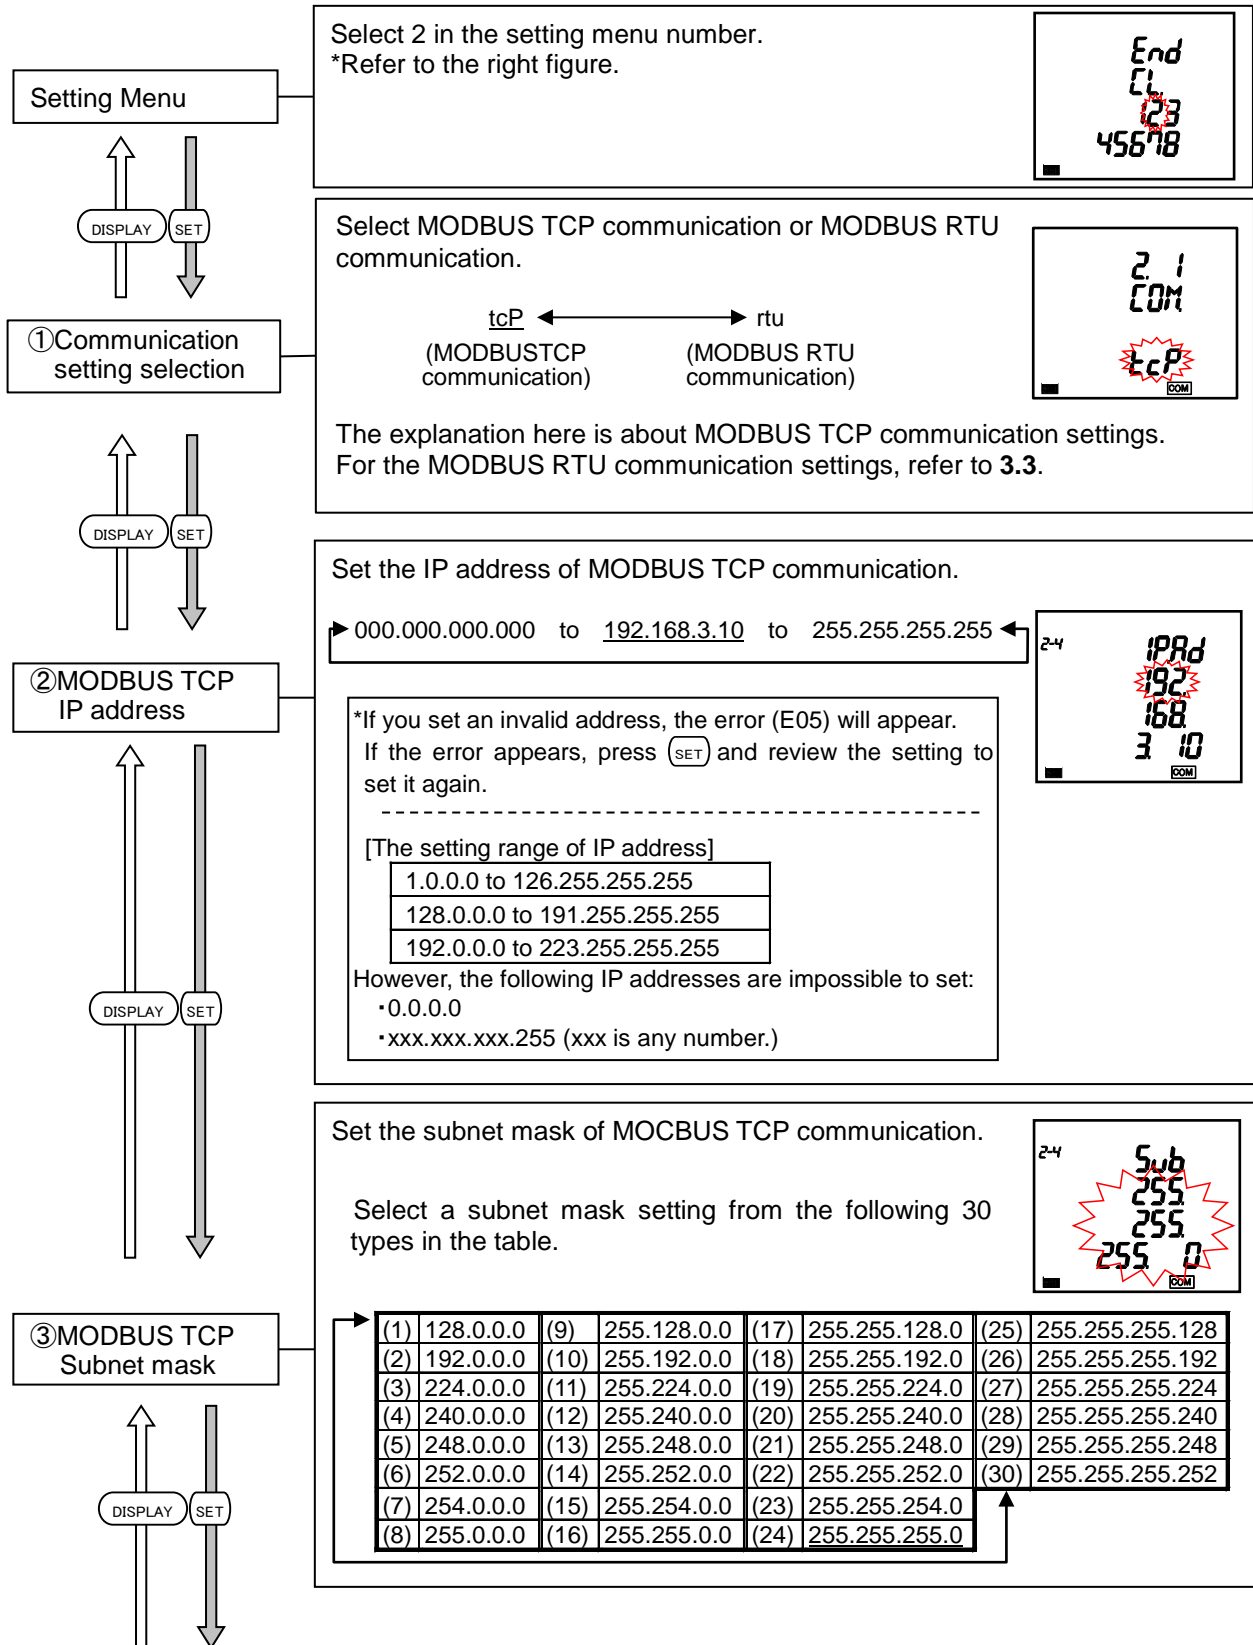 Select 2 in the setting menu number.
*Refer to the right figure.
Setting Menu
End
CL.
123
45678
DISPLAY
SET
Select MODBUS TCP communication or MODBUS RTU
communication.
tcP
rtu
(MODBUSTCP
communication)
(MODBUS RTU
communication)
The explanation here is about MODBUS TCP communication settings.
For the MODBUS RTU communication settings, refer to 3.3.
2. 1
COM.
tcP
COM
①Communication
setting selection
DISPLAY
SET
Set the IP address of MODBUS TCP communication.
000.000.000.000 to 192.168.3.10 to 255.255.255.255
2-4
IPAd
192.
168.
3. 10
COM
②MODBUS TCP
IP address
*If you set an invalid address, the error (E05) will appear.
If the error appears, press SET and review the setting to
set it again.
[The setting range of IP address]
1.0.0.0 to 126.255.255.255
128.0.0.0 to 191.255.255.255
192.0.0.0 to 223.255.255.255
However, the following IP addresses are impossible to set:
・0.0.0.0
・xxx.xxx.xxx.255 (xxx is any number.)
DISPLAY
SET
Set the subnet mask of MOCBUS TCP communication.
Select a subnet mask setting from the following 30
types in the table.
2-4
Sub
255.
255.
255. 0
COM
③MODBUS TCP
Subnet mask
(1) 128.0.0.0 (9) 255.128.0.0 (17) 255.255.128.0 (25) 255.255.255.128
(2) 192.0.0.0 (10) 255.192.0.0 (18) 255.255.192.0 (26) 255.255.255.192
(3) 224.0.0.0 (11) 255.224.0.0 (19) 255.255.224.0 (27) 255.255.255.224
(4) 240.0.0.0 (12) 255.240.0.0 (20) 255.255.240.0 (28) 255.255.255.240
(5) 248.0.0.0 (13) 255.248.0.0 (21) 255.255.248.0 (29) 255.255.255.248
(6) 252.0.0.0 (14) 255.252.0.0 (22) 255.255.252.0 (30) 255.255.255.252
(7) 254.0.0.0 (15) 255.254.0.0 (23) 255.255.254.0
(8) 255.0.0.0 (16) 255.255.0.0 (24) 255.255.255.0
DISPLAY
SET